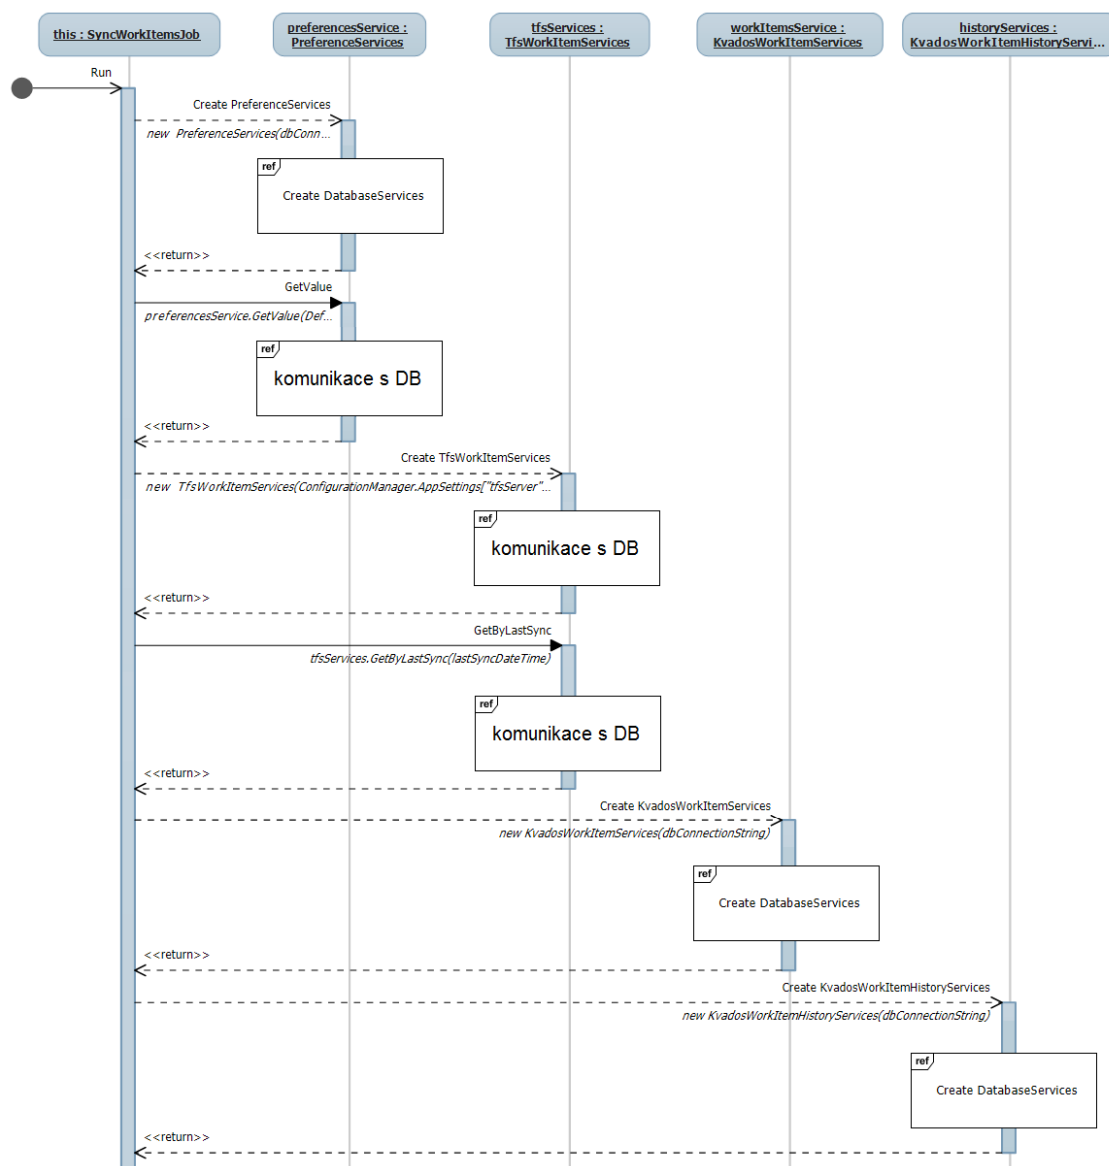 this : SyncWorkItemsJob
preferencesService :
PreferenceServices
tfsServices :
TfsWorkItemServices
workItemsService :
KvadosWorkItemServices
historyServices :
KvadosWorkItemHistoryServi...
Run
Create PreferenceServices
new PreferenceServices(dbConn...
ref
Create DatabaseServices
<<return>>
GetValue
preferencesService.GetValue(Def...
ref
komunikace s DB
<<return>>
Create TfsWorkItemServices
new TfsWorkItemServices(ConfigurationManager.AppSettings["tfsServer"...
ref
komunikace s DB
<<return>>
GetByLastSync
tfsServices.GetByLastSync(lastSyncDateTime)
ref
komunikace s DB
<<return>>
Create KvadosWorkItemServices
new KvadosWorkItemServices(dbConnectionString)
ref
Create DatabaseServices
<<return>>
Create KvadosWorkItemHistoryServices
new KvadosWorkItemHistoryServices(dbConnectionString)
ref
Create DatabaseServices
<<return>>